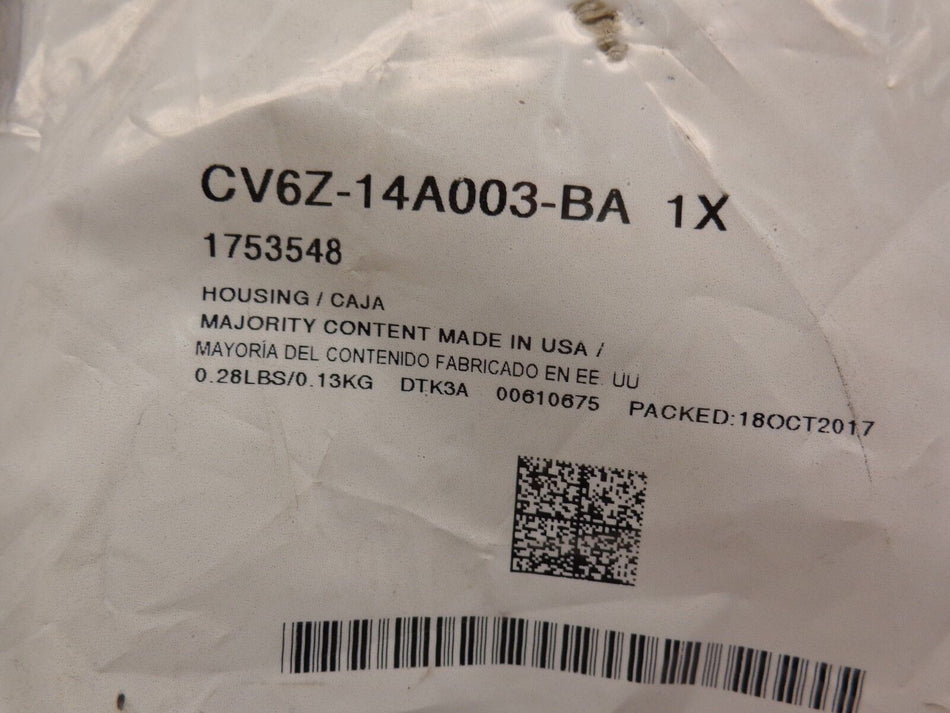 CV6Z-14A003-BA 1X
1753548
HOUSING / CAJA
MAJORITY CONTENT MADE IN USA /
MAYORÍA DEL CONTENIDO FABRICADO EN EE. UU
0.28LBS/0.13KG DTK3A 00610675 PACKED:18OCT2017